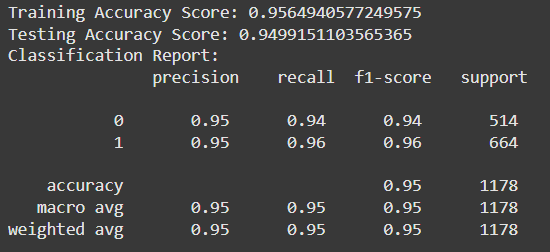 Training Accuracy Score: 0.9564940577249575
Testing Accuracy Score: 0.9499151103565365
Classification Report:
precision recall f1-score support
0 0.95 0.94 0.94 514
1 0.95 0.96 0.96 664
accuracy 0.95 1178
macro avg 0.95 0.95 0.95 1178
weighted avg 0.95 0.95 0.95 1178